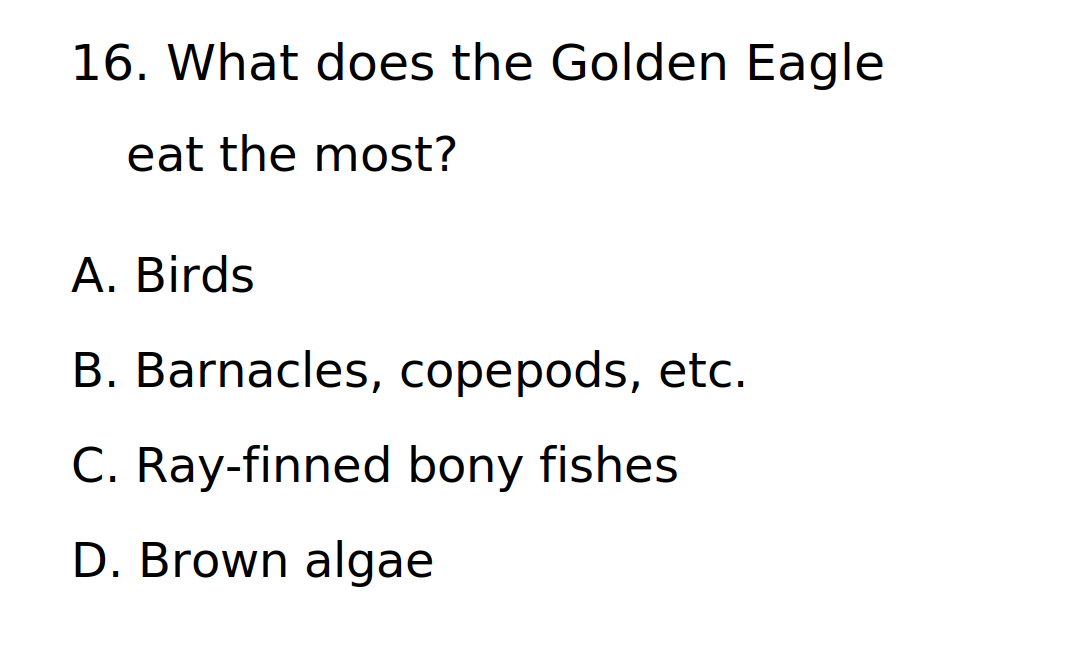 16. What does the Golden Eagle
eat the most?
A. Birds
B. Barnacles, copepods, etc.
C. Ray-finned bony fishes
D. Brown algae